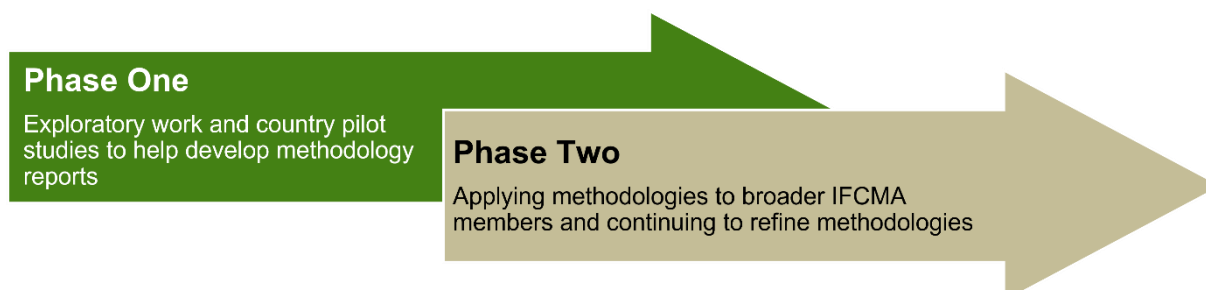 Phase One
Exploratory work and country pilot
studies to help develop methodology
reports
Phase Two
Applying methodologies to broader IFCMA
members and continuing to refine methodologies